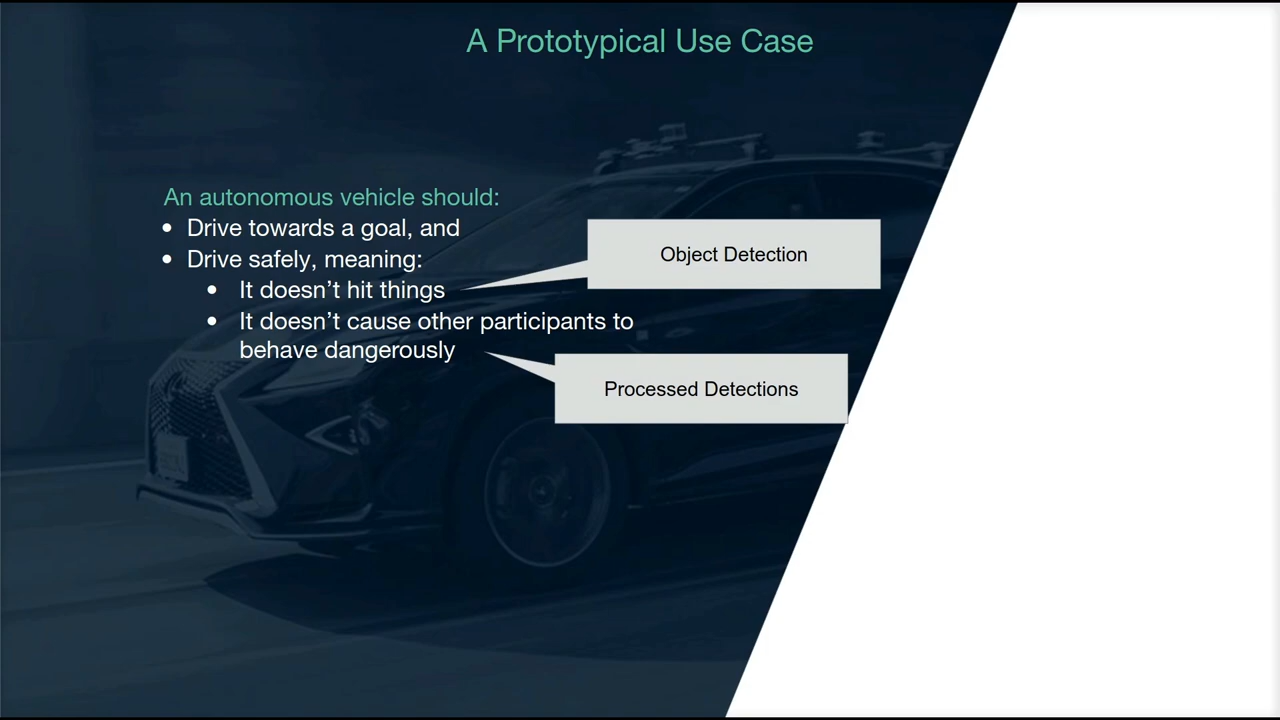 A Prototypical Use Case
An autonomous vehicle should:
• Drive towards a goal, and
• Drive safely, meaning:
• It doesn’t hit things
• It doesn’t cause other participants to
behave dangerously
Object Detection
Processed Detections